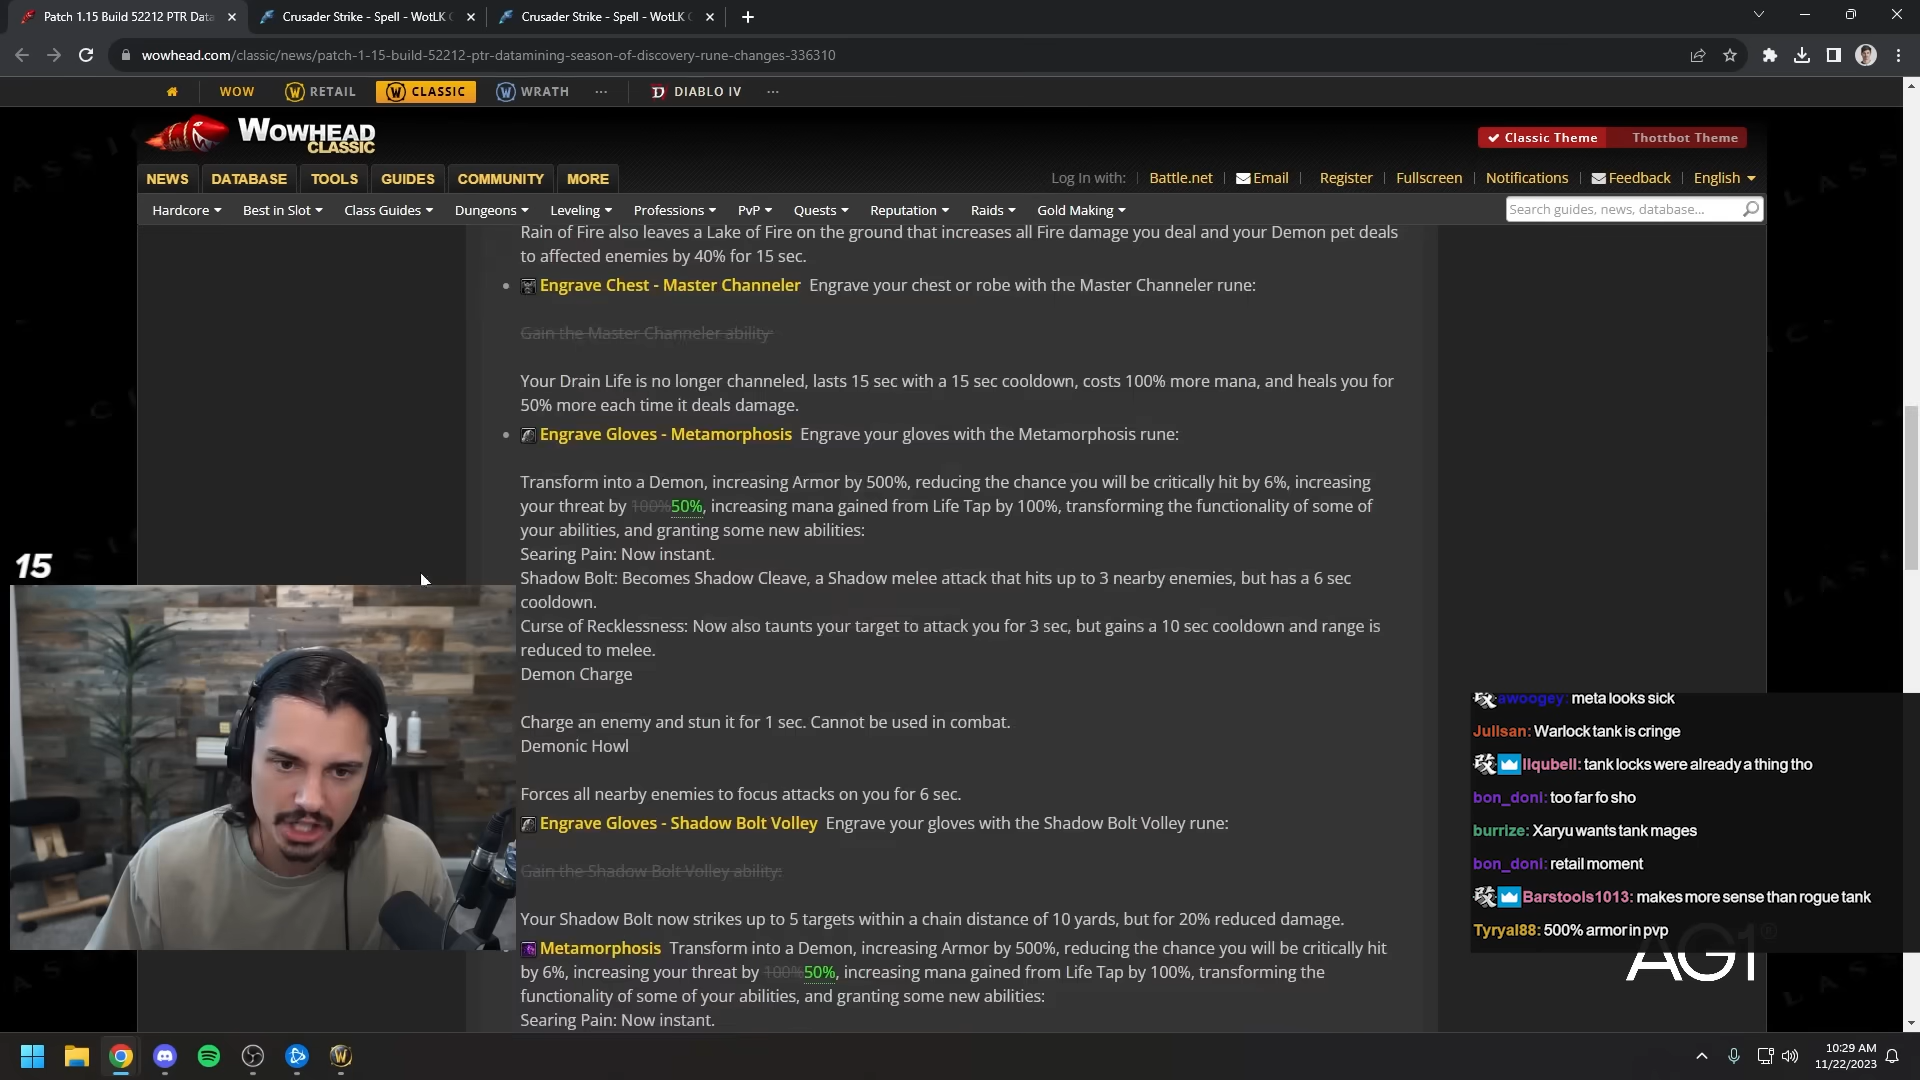 Patch 1.15 Build 52212 PTR Data
Crusader Strike - Spell - WotLK C
Crusader Strike - Spell - WotLK C
wowhead.com/classic/news/patch-1-15-build-52212-ptr-datamining-season-of-discovery-rune-changes-336310
WOW
RETAIL
CLASSIC
WRATH
DIABLO IV
WOWHEAD
CLASSIC
Classic Theme
Thottbot Theme
NEWS
DATABASE
TOOLS
GUIDES
COMMUNITY
MORE
Log In with:
Battle.net
Email
Register
Fullscreen
Notifications
Feedback
English
Hardcore
Best in Slot
Class Guides
Dungeons
Leveling
Professions
PvP
Quests
Reputation
Raids
Gold Making
Search guides, news, database...
Rain of Fire also leaves a Lake of Fire on the ground that increases all Fire damage you deal and your Demon pet deals
to affected enemies by 40% for 15 sec.
Engrave Chest - Master Channeler Engrave your chest or robe with the Master Channeler rune:
Gain the Master Channeler ability:
Your Drain Life is no longer channeled, lasts 15 sec with a 15 sec cooldown, costs 100% more mana, and heals you for
50% more each time it deals damage.
Engrave Gloves - Metamorphosis Engrave your gloves with the Metamorphosis rune:
Transform into a Demon, increasing Armor by 500%, reducing the chance you will be critically hit by 6%, increasing
your threat by 100%50%, increasing mana gained from Life Tap by 100%, transforming the functionality of some of
your abilities, and granting some new abilities:
Searing Pain: Now instant.
Shadow Bolt: Becomes Shadow Cleave, a Shadow melee attack that hits up to 3 nearby enemies, but has a 6 sec
cooldown.
Curse of Recklessness: Now also taunts your target to attack you for 3 sec, but gains a 10 sec cooldown and range is
reduced to melee.
Demon Charge
Charge an enemy and stun it for 1 sec. Cannot be used in combat.
Demonic Howl
Forces all nearby enemies to focus attacks on you for 6 sec.
Engrave Gloves - Shadow Bolt Volley Engrave your gloves with the Shadow Bolt Volley rune:
Gain the Shadow Bolt Volley ability:
Your Shadow Bolt now strikes up to 5 targets within a chain distance of 10 yards, but for 20% reduced damage.
Metamorphosis Transform into a Demon, increasing Armor by 500%, reducing the chance you will be critically hit
by 6%, increasing your threat by 100%50%, increasing mana gained from Life Tap by 100%, transforming the
functionality of some of your abilities, and granting some new abilities:
Searing Pain: Now instant.
15
awoogey: meta looks sick
Julisan: Warlock tank is cringe
llqubell: tank locks were already a thing tho
bon_doni: too far fo sho
burrize: Xaryu wants tank mages
bon_doni: retail moment
Barstools1013: makes more sense than rogue tank
Tyryal88: 500% armor in pvp
AG1
10:29 AM
11/22/2023